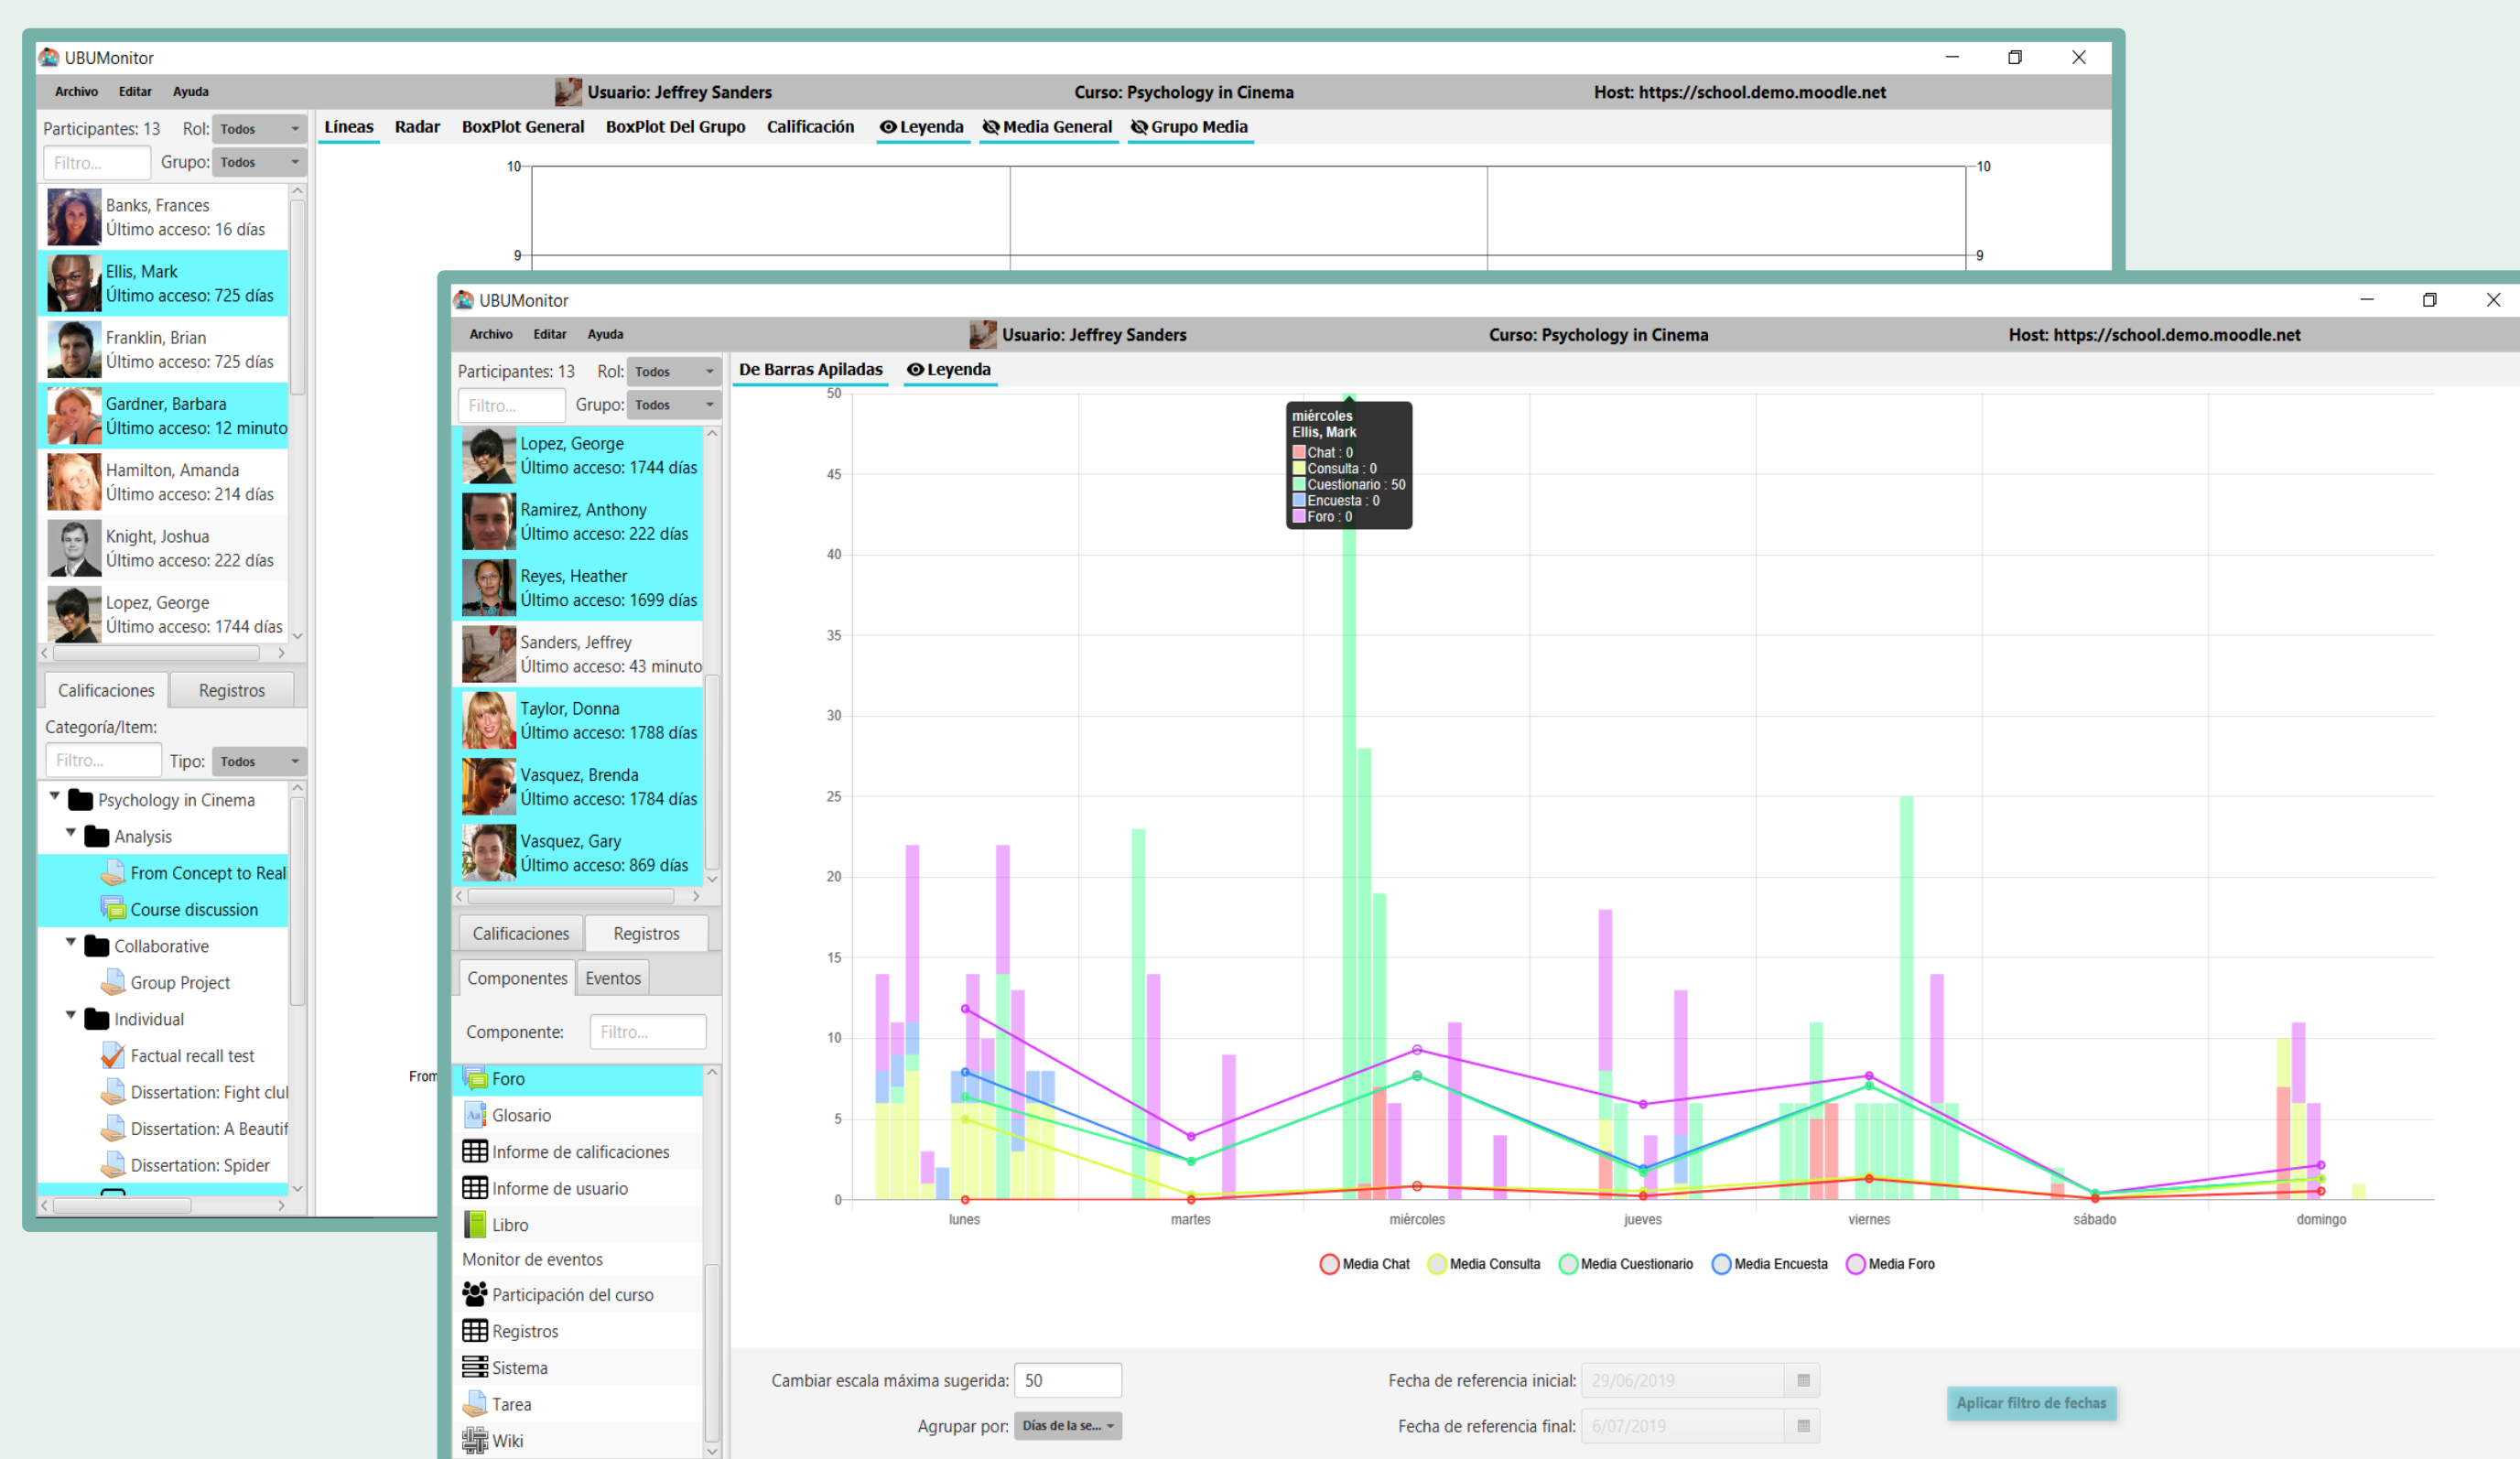 UBUMonitor
Archivo Editar Ayuda
Usuario: Jeffrey Sanders
Curso: Psychology in Cinema
Host: https://school.demo.moodle.net
Participantes: 13 Rol: Todos
Filtro... Grupo: Todos
Líneas Radar BoxPlot General BoxPlot Del Grupo Calificación Leyenda Media General Grupo Media
10 10
9 9
Banks, Frances
Último acceso: 16 días
Ellis, Mark
Último acceso: 725 días
Franklin, Brian
Último acceso: 725 días
Gardner, Barbara
Último acceso: 12 minuto
Hamilton, Amanda
Último acceso: 214 días
Knight, Joshua
Último acceso: 222 días
Lopez, George
Último acceso: 1744 días
Calificaciones Registros
Categoría/Item:
Filtro... Tipo: Todos
Psychology in Cinema
Analysis
From Concept to Reali
Course discussion
Collaborative
Group Project
Individual
Factual recall test
Dissertation: Fight clul
Dissertation: A Beautif
Dissertation: Spider
From
UBUMonitor
Archivo Editar Ayuda
Usuario: Jeffrey Sanders
Curso: Psychology in Cinema
Host: https://school.demo.moodle.net
Participantes: 13 Rol: Todos
Filtro... Grupo: Todos
Lopez, George
Último acceso: 1744 días
Ramirez, Anthony
Último acceso: 222 días
Reyes, Heather
Último acceso: 1699 días
Sanders, Jeffrey
Último acceso: 43 minuto
Taylor, Donna
Último acceso: 1788 días
Vasquez, Brenda
Último acceso: 1784 días
Vasquez, Gary
Último acceso: 869 días
Calificaciones Registros
Componentes Eventos
Componente: Filtro...
Foro
Glosario
Informe de calificaciones
Informe de usuario
Libro
Monitor de eventos
Participación del curso
Registros
Sistema
Tarea
Wiki
De Barras Apiladas Leyenda
50
45
40
35
30
25
20
15
10
5
0
miércoles
Ellis, Mark
Chat : 0
Consulta : 0
Cuestionario : 50
Encuesta : 0
Foro : 0
lunes martes miércoles jueves viernes sábado domingo
Media Chat Media Consulta Media Cuestionario Media Encuesta Media Foro
Cambiar escala máxima sugerida: 50
Fecha de referencia inicial: 29/06/2019
Aplicar filtro de fechas
Agrupar por: Días de la se...
Fecha de referencia final: 6/07/2019